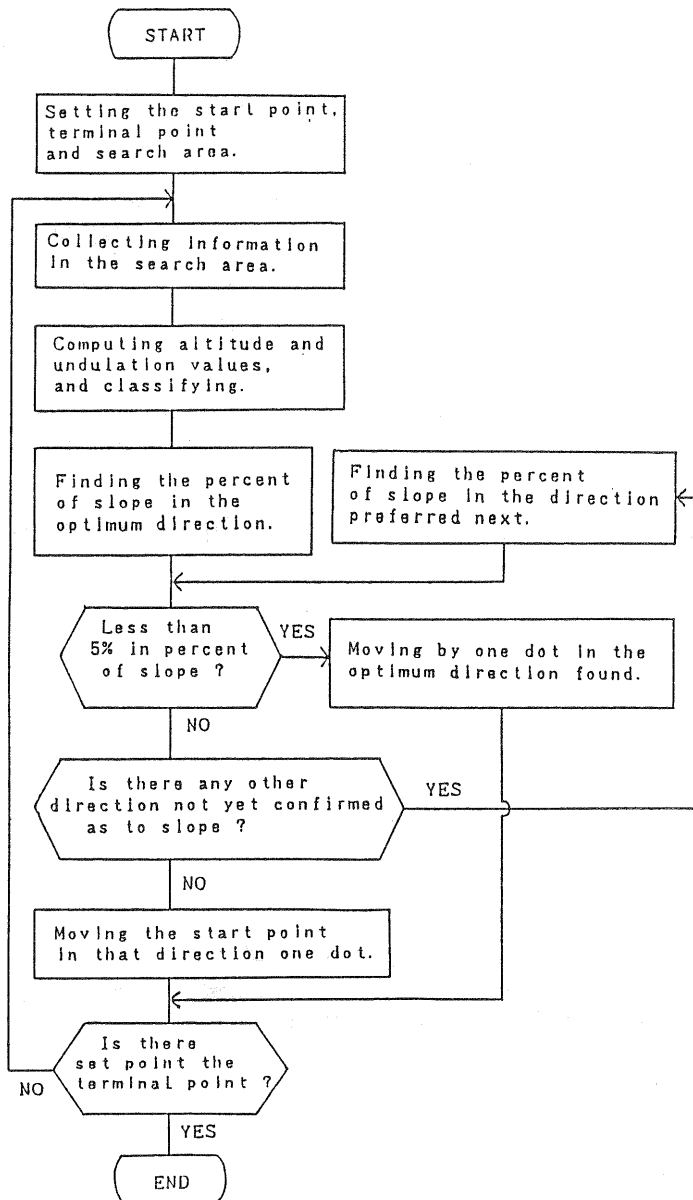 START
Setting the start point,
terminal point
and search area.
Collecting information
in the search area.
Computing altitude and
undulation values,
and classifying.
Finding the percent
of slope in the
optimum direction.
Finding the percent
of slope in the direction
preferred next.
Less than
5% in percent
of slope ?
YES
Moving by one dot in the
optimum direction found.
NO
Is there any other
direction not yet confirmed
as to slope ?
YES
NO
Moving the start point
in that direction one dot.
Is there
set point the
terminal point ?
NO
YES
END